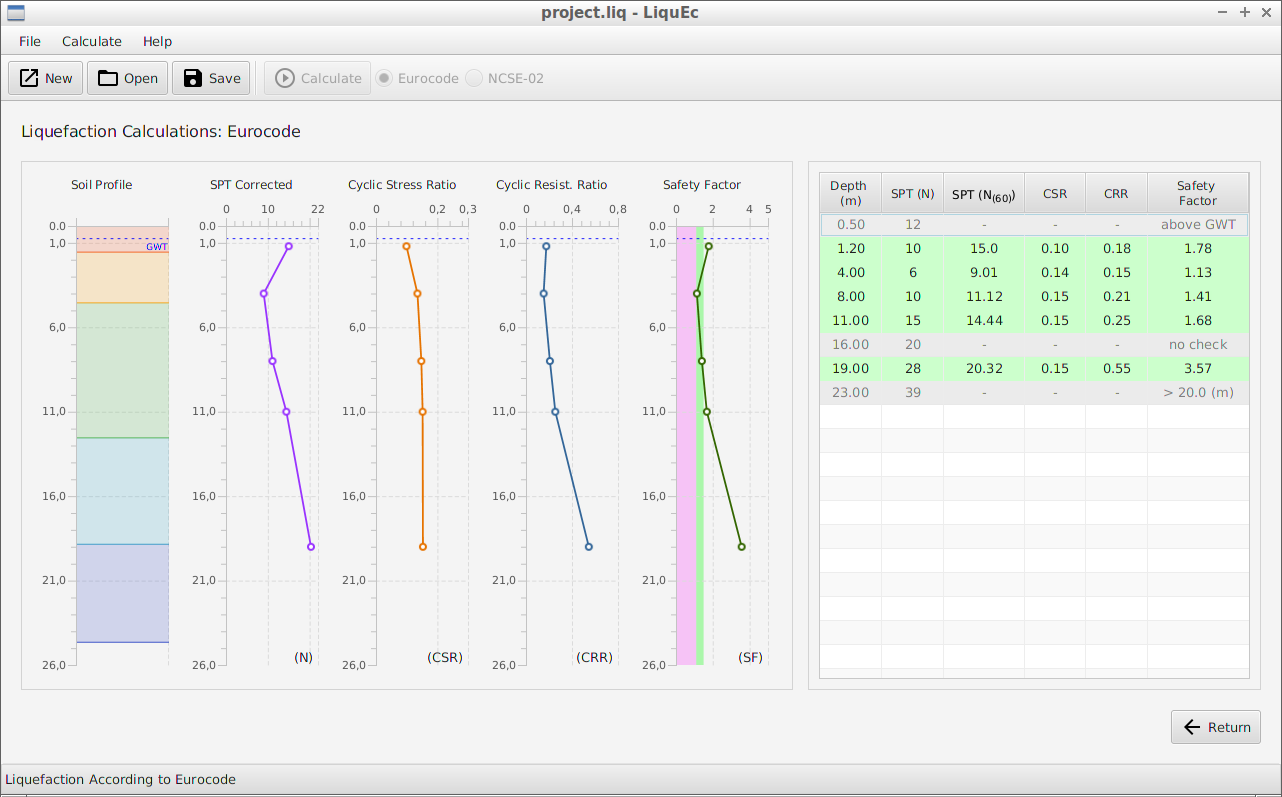 project.liq - LiquEc
File Calculate Help
New Open Save Calculate Eurocode NCSE-02
Liquefaction Calculations: Eurocode
Soil Profile
0.0
1,0
GWT
6,0
11,0
16,0
21,0
26,0
SPT Corrected
0 10 22
0.0
1,0
6,0
11,0
16,0
21,0
26,0
(N)
Cyclic Stress Ratio
0 0,2 0,3
0.0
1,0
6,0
11,0
16,0
21,0
26,0
(CSR)
Cyclic Resist. Ratio
0 0,4 0,8
0.0
1,0
6,0
11,0
16,0
21,0
26,0
(CRR)
Safety Factor
0 2 4 5
0.0
1,0
6,0
11,0
16,0
21,0
26,0
(SF)
Depth (m) SPT (N) SPT (N(60)) CSR CRR Safety Factor
0.50 12 - - - above GWT
1.20 10 15.0 0.10 0.18 1.78
4.00 6 9.01 0.14 0.15 1.13
8.00 10 11.12 0.15 0.21 1.41
11.00 15 14.44 0.15 0.25 1.68
16.00 20 - - - no check
19.00 28 20.32 0.15 0.55 3.57
23.00 39 - - - > 20.0 (m)
Return
Liquefaction According to Eurocode